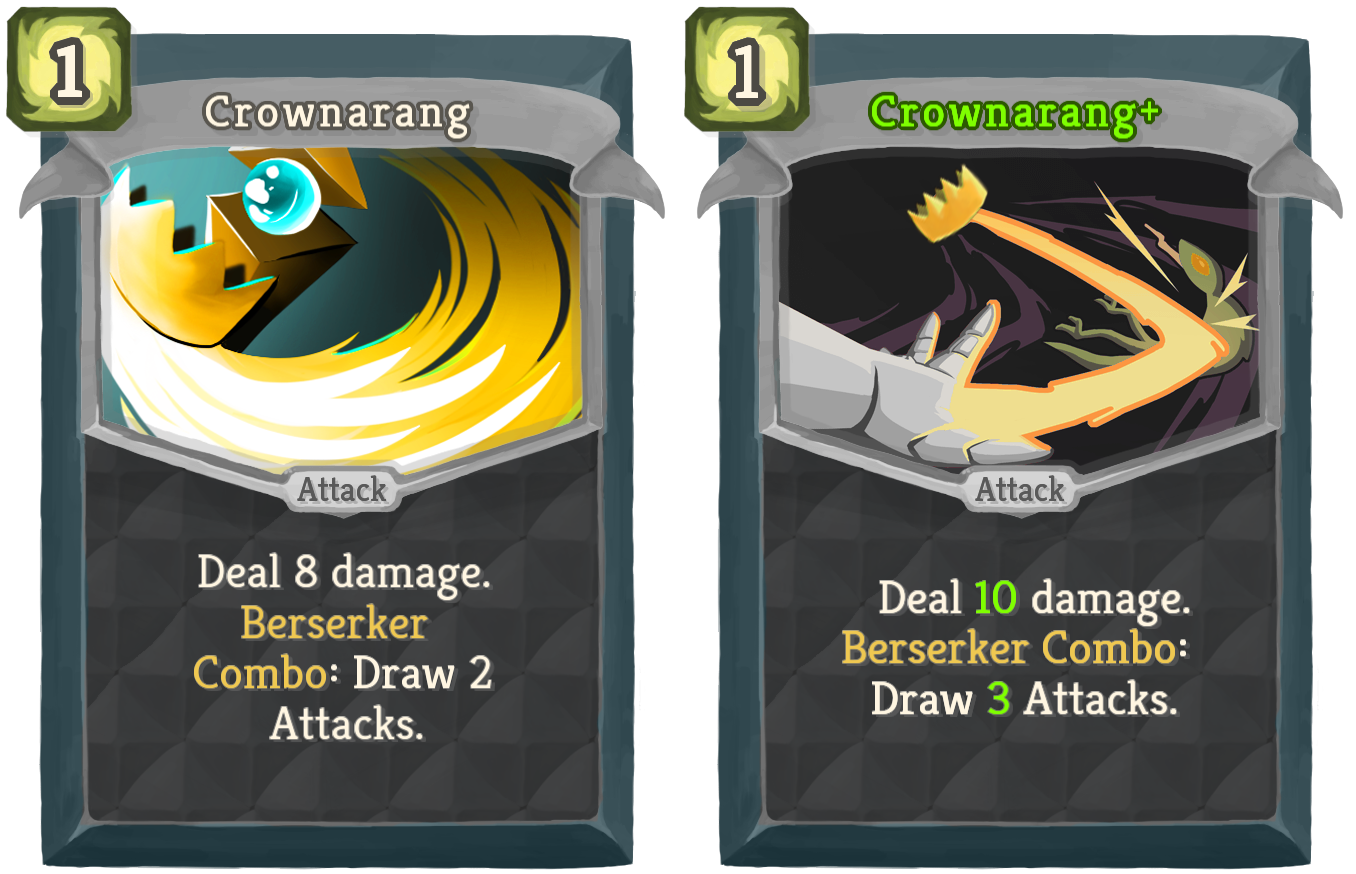 1
Crownarang
Attack
Deal 8 damage.
Berserker
Combo: Draw 2
Attacks.
1
Crownarang+
Attack
Deal 10 damage.
Berserker Combo:
Draw 3 Attacks.